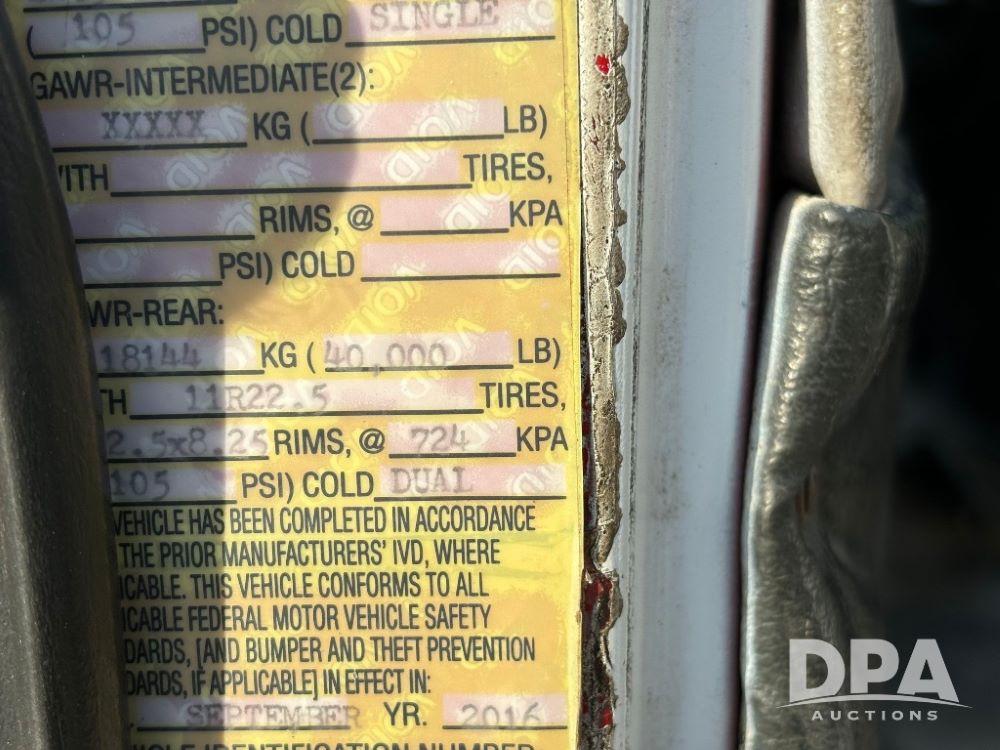 (105 PSI) COLD SINGLE
GAWR-INTERMEDIATE(2):
XXXXX KG ( LB)
WITH TIRES,
RIMS, @ KPA
PSI) COLD
WR-REAR:
18144 KG (40,000 LB)
TH 11R22.5 TIRES,
2.5x8.25 RIMS, @ 724 KPA
105 PSI) COLD DUAL
VEHICLE HAS BEEN COMPLETED IN ACCORDANCE
THE PRIOR MANUFACTURERS' IVD, WHERE
ICABLE. THIS VEHICLE CONFORMS TO ALL
ICABLE FEDERAL MOTOR VEHICLE SAFETY
DARDS, [AND BUMPER AND THEFT PREVENTION
DARDS, IF APPLICABLE] IN EFFECT IN:
SEPTEMBER YR. 2016
HICLE IDENTIFICATION NUMBER
DPA
AUCTIONS